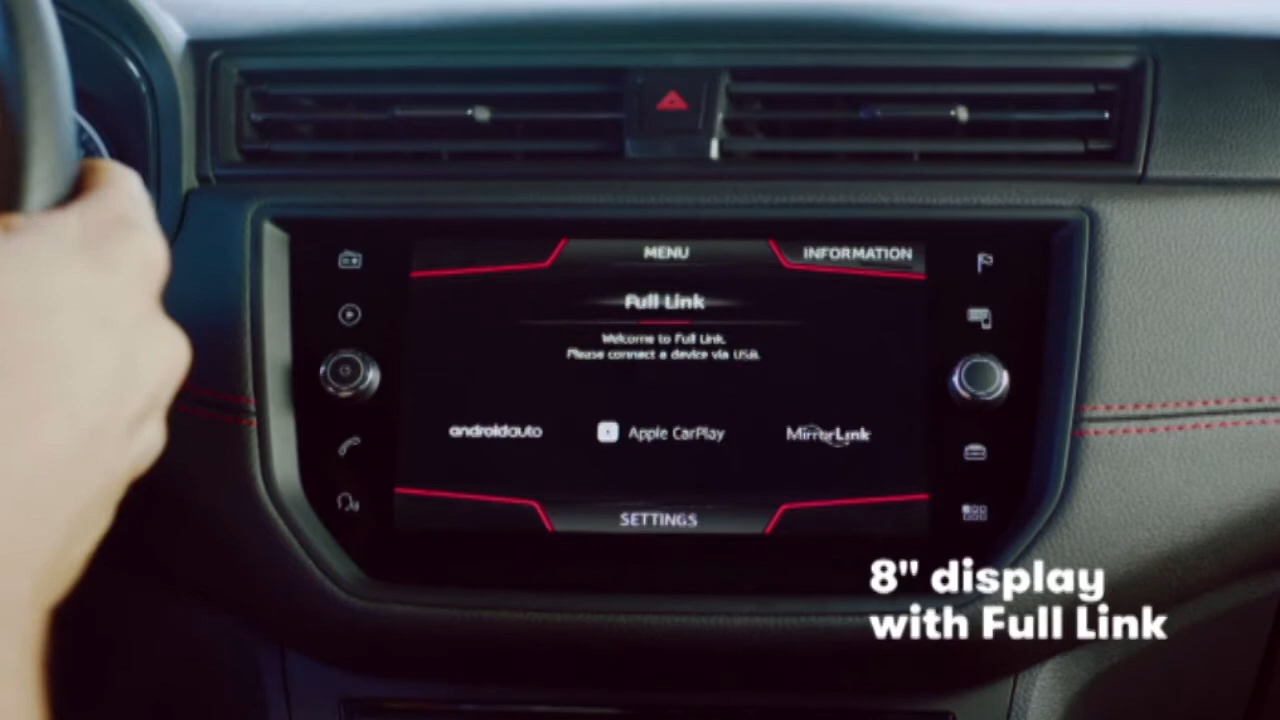 MENU
INFORMATION
Full Link
Welcome to Full Link.
Please connect a device via USB.
androidauto
Apple CarPlay
MirrorLink
SETTINGS
8" display
with Full Link